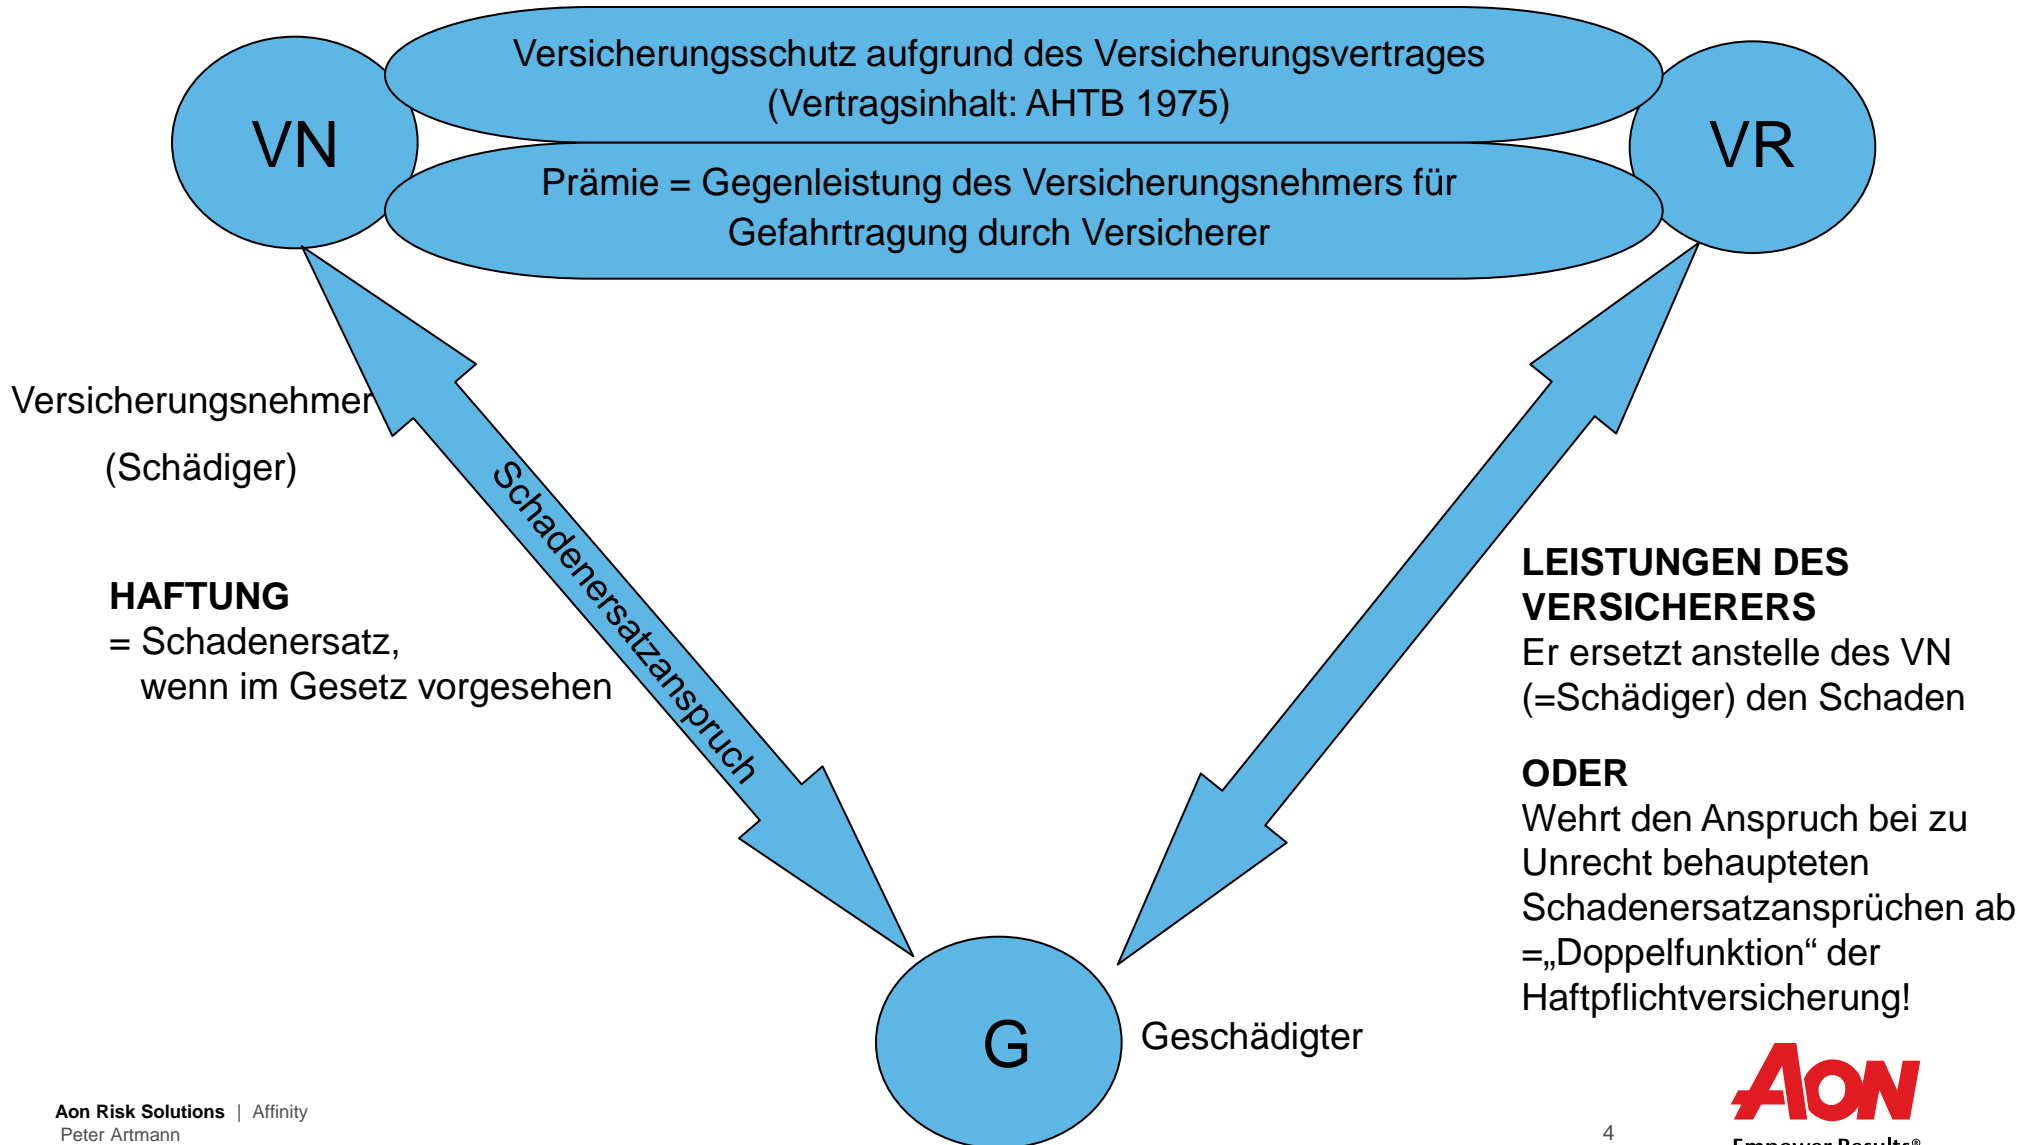 Versicherungsschutz aufgrund des Versicherungsvertrages
(Vertragsinhalt: AHTB 1975)
VN
VR
Prämie = Gegenleistung des Versicherungsnehmers für
Gefahrtragung durch Versicherer
Versicherungsnehmer
(Schädiger)
Schadenersatzanspruch
HAFTUNG
= Schadenersatz,
wenn im Gesetz vorgesehen
LEISTUNGEN DES
VERSICHERERS
Er ersetzt anstelle des VN
(=Schädiger) den Schaden
ODER
Wehrt den Anspruch bei zu
Unrecht behaupteten
Schadenersatzansprüchen ab
=„Doppelfunktion“ der
Haftpflichtversicherung!
G
Geschädigter
Aon Risk Solutions | Affinity
Peter Artmann
4
AON
Empower Results®